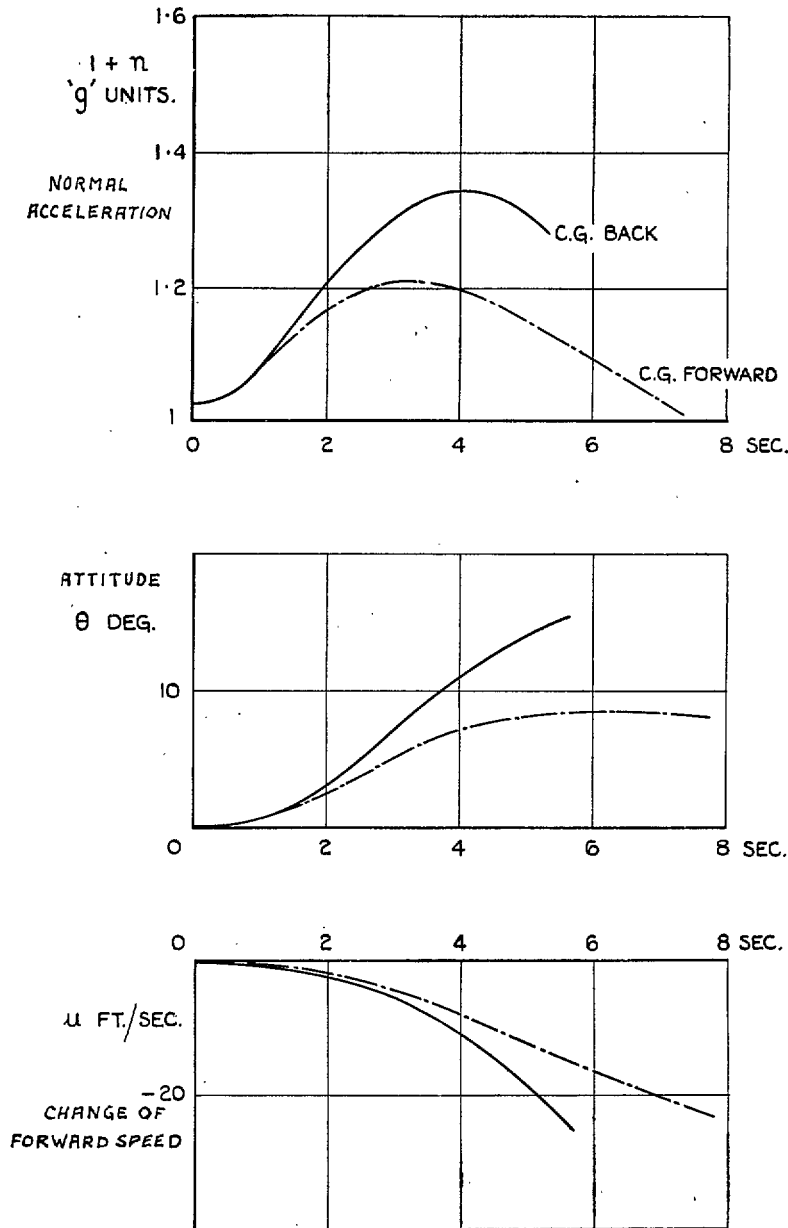 1·6
1 + n
'g' UNITS.
1·4
NORMAL
ACCELERATION
C.G. BACK
1·2
C.G. FORWARD
1
0 2 4 6 8 SEC.
ATTITUDE
θ DEG.
10
0 2 4 6 8 SEC.
0 2 4 6 8 SEC.
u FT./SEC.
-20
CHANGE OF
FORWARD SPEED